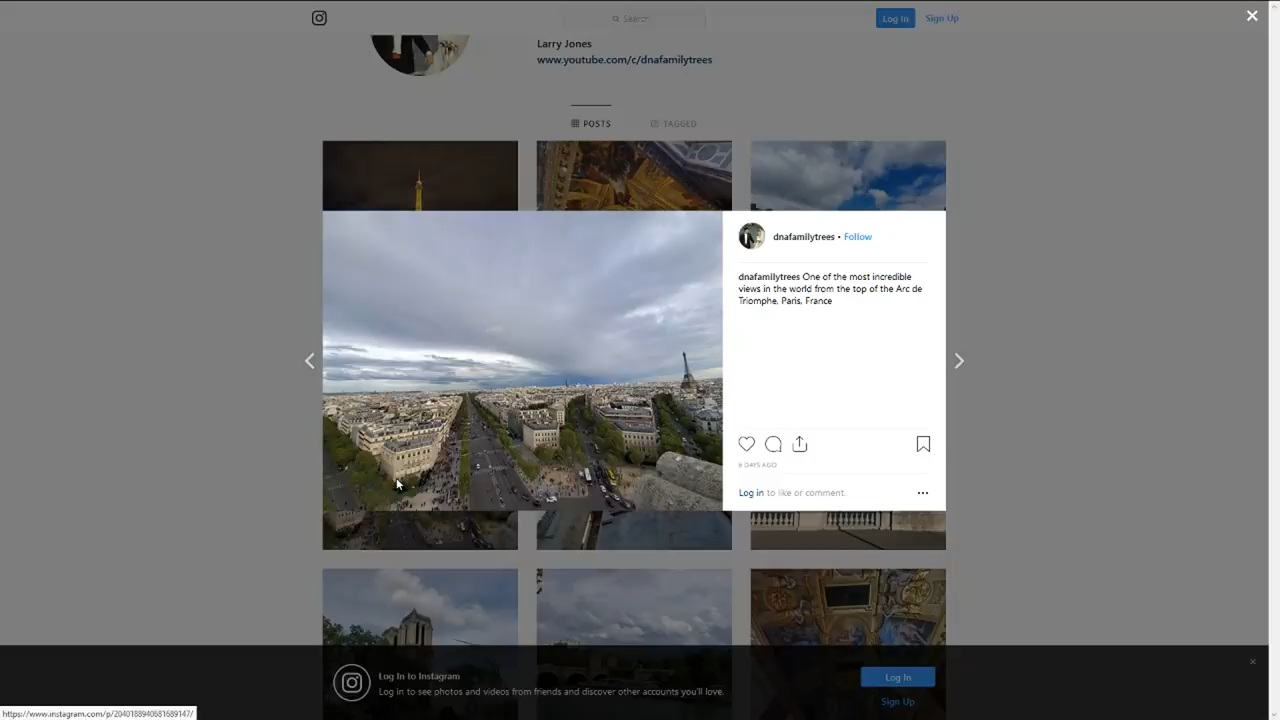 Search
Log In
Sign Up
Larry Jones
www.youtube.com/c/dnafamilytrees
POSTS
TAGGED
dnafamilytrees • Follow
dnafamilytrees One of the most incredible
views in the world from the top of the Arc de
Triomphe, Paris, France
6 DAYS AGO
Log in to like or comment.
Log In to Instagram
Log in to see photos and videos from friends and discover other accounts you'll love.
Log In
Sign Up
https://www.instagram.com/p/2040188940681689147/